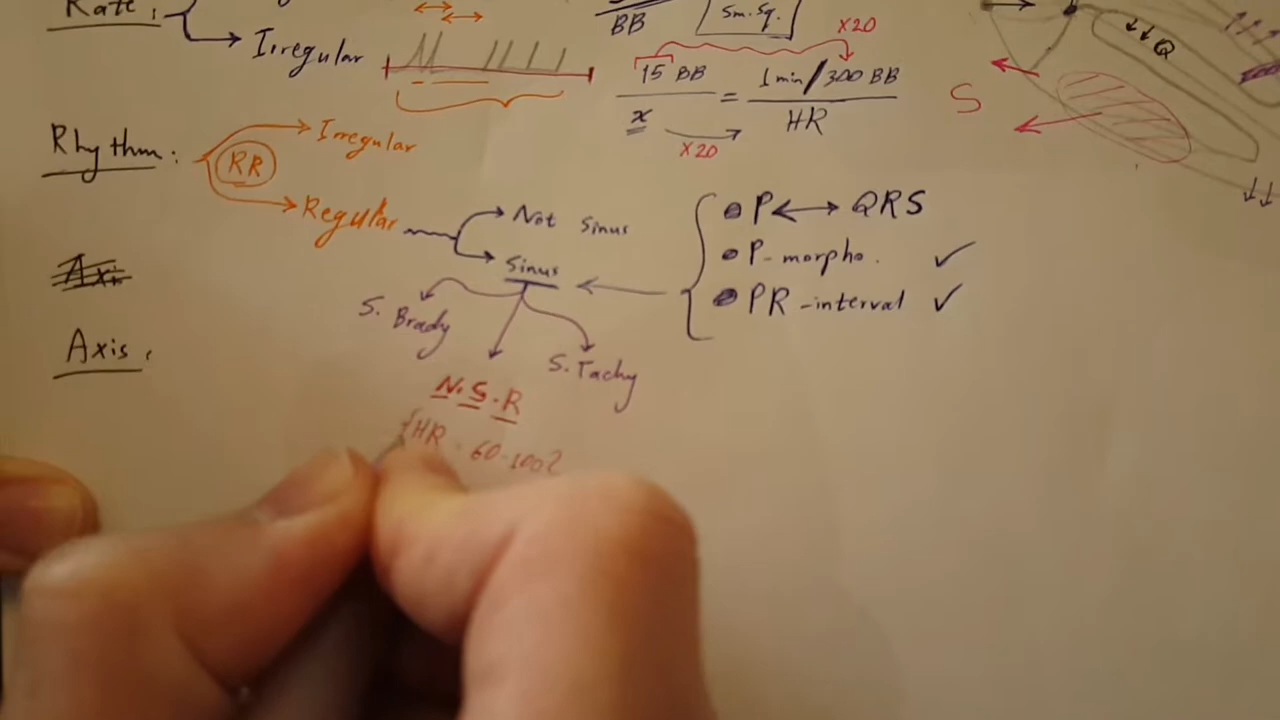 Rate:
Irregular
BB
Sm. Sq.
X20
15 BB
x
=
1 min/300 BB
HR
X20
Q
S
Rhythm:
RR
Irregular
Regular
Not Sinus
Sinus
P ↔ QRS
P-morpho. ✓
PR-interval ✓
S. Brady
S. Tachy
N.S.R
{HR. 60-100}
Axi
Axis: